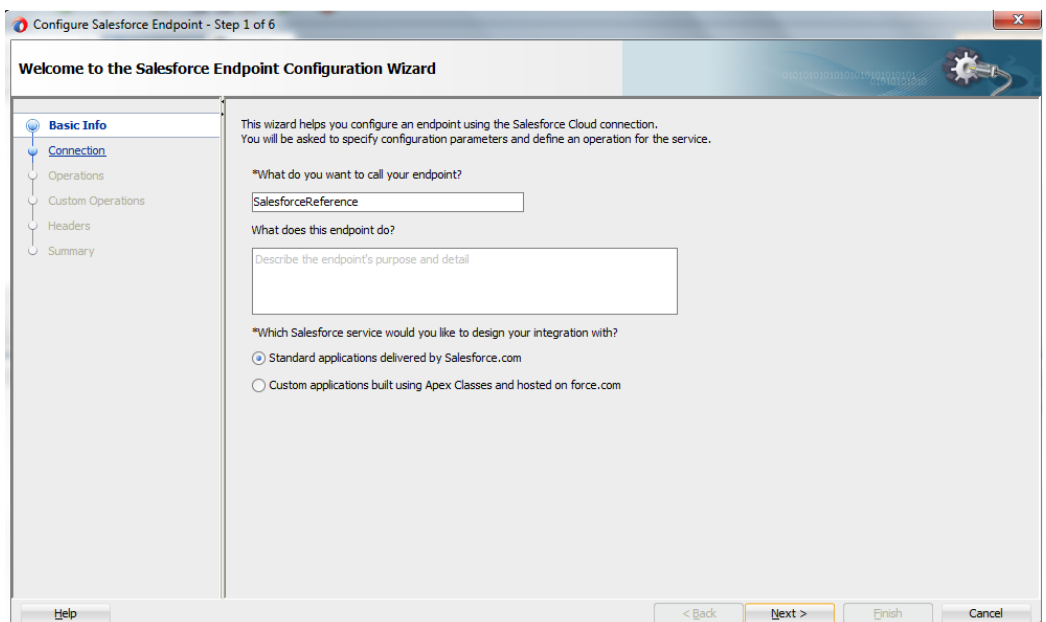 Configure Salesforce Endpoint - Step 1 of 6
Welcome to the Salesforce Endpoint Configuration Wizard
Basic Info
Connection
Operations
Custom Operations
Headers
Summary
This wizard helps you configure an endpoint using the Salesforce Cloud connection.
You will be asked to specify configuration parameters and define an operation for the service.
*What do you want to call your endpoint?
SalesforceReference
What does this endpoint do?
Describe the endpoint's purpose and detail
*Which Salesforce service would you like to design your integration with?
Standard applications delivered by Salesforce.com
Custom applications built using Apex Classes and hosted on force.com
Help
< Back
Next >
Finish
Cancel